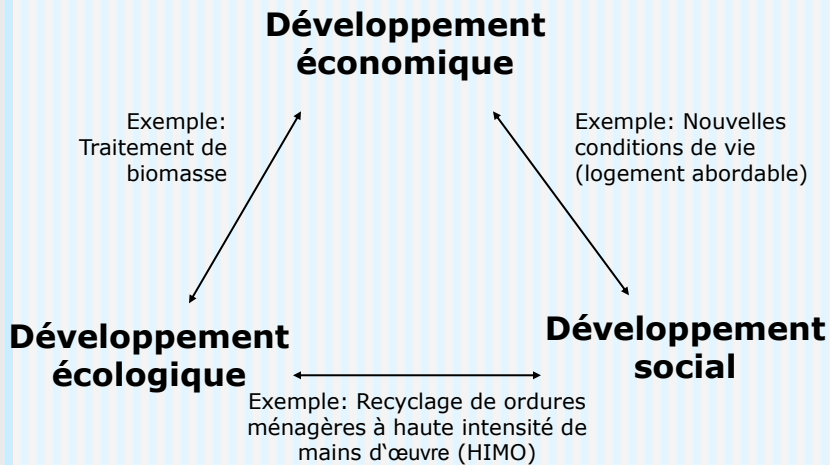 Développement
économique
Exemple:
Traitement de
biomasse
Exemple: Nouvelles
conditions de vie
(logement abordable)
Développement
écologique
Développement
social
Exemple: Recyclage de ordures
ménagères à haute intensité de
mains d‘œuvre (HIMO)